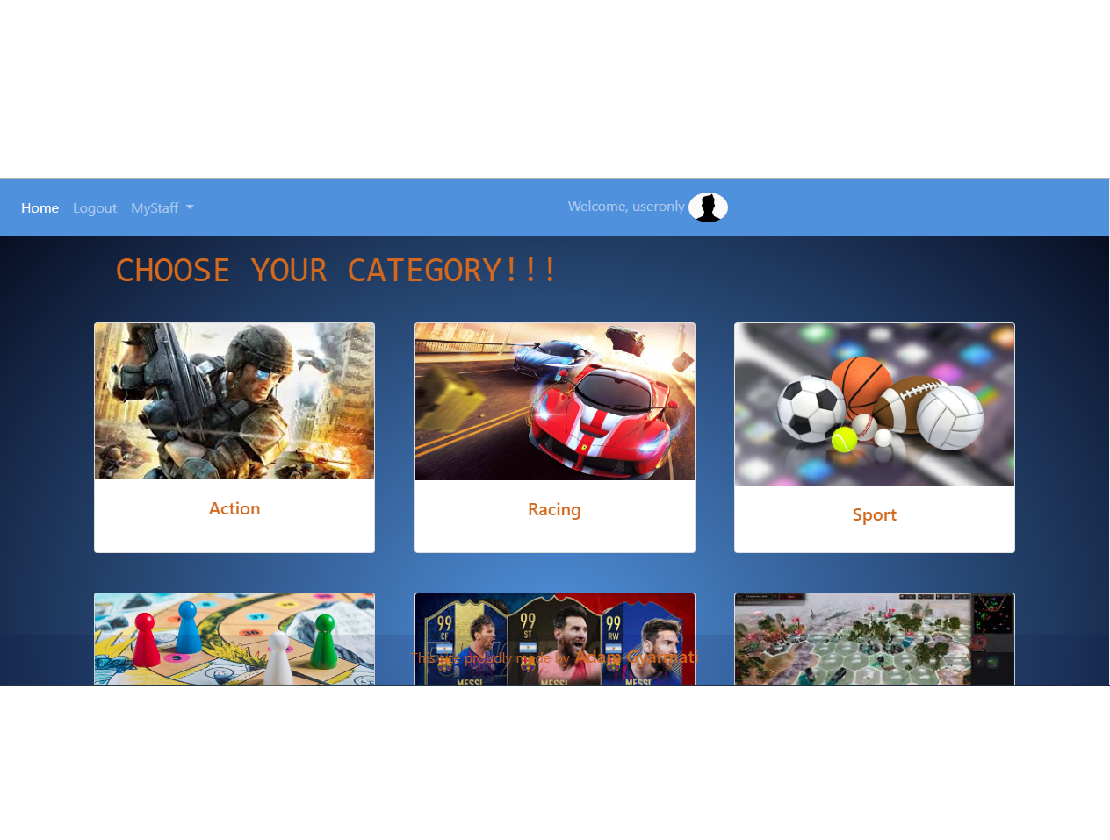 Home Logout MyStaff Welcome, useronly
CHOOSE YOUR CATEGORY!!!
Action
Racing
Sport
99 99 99
CF ST RW
MESSI MESSI MESSI
This site proudly made by: Adam Gyarmati